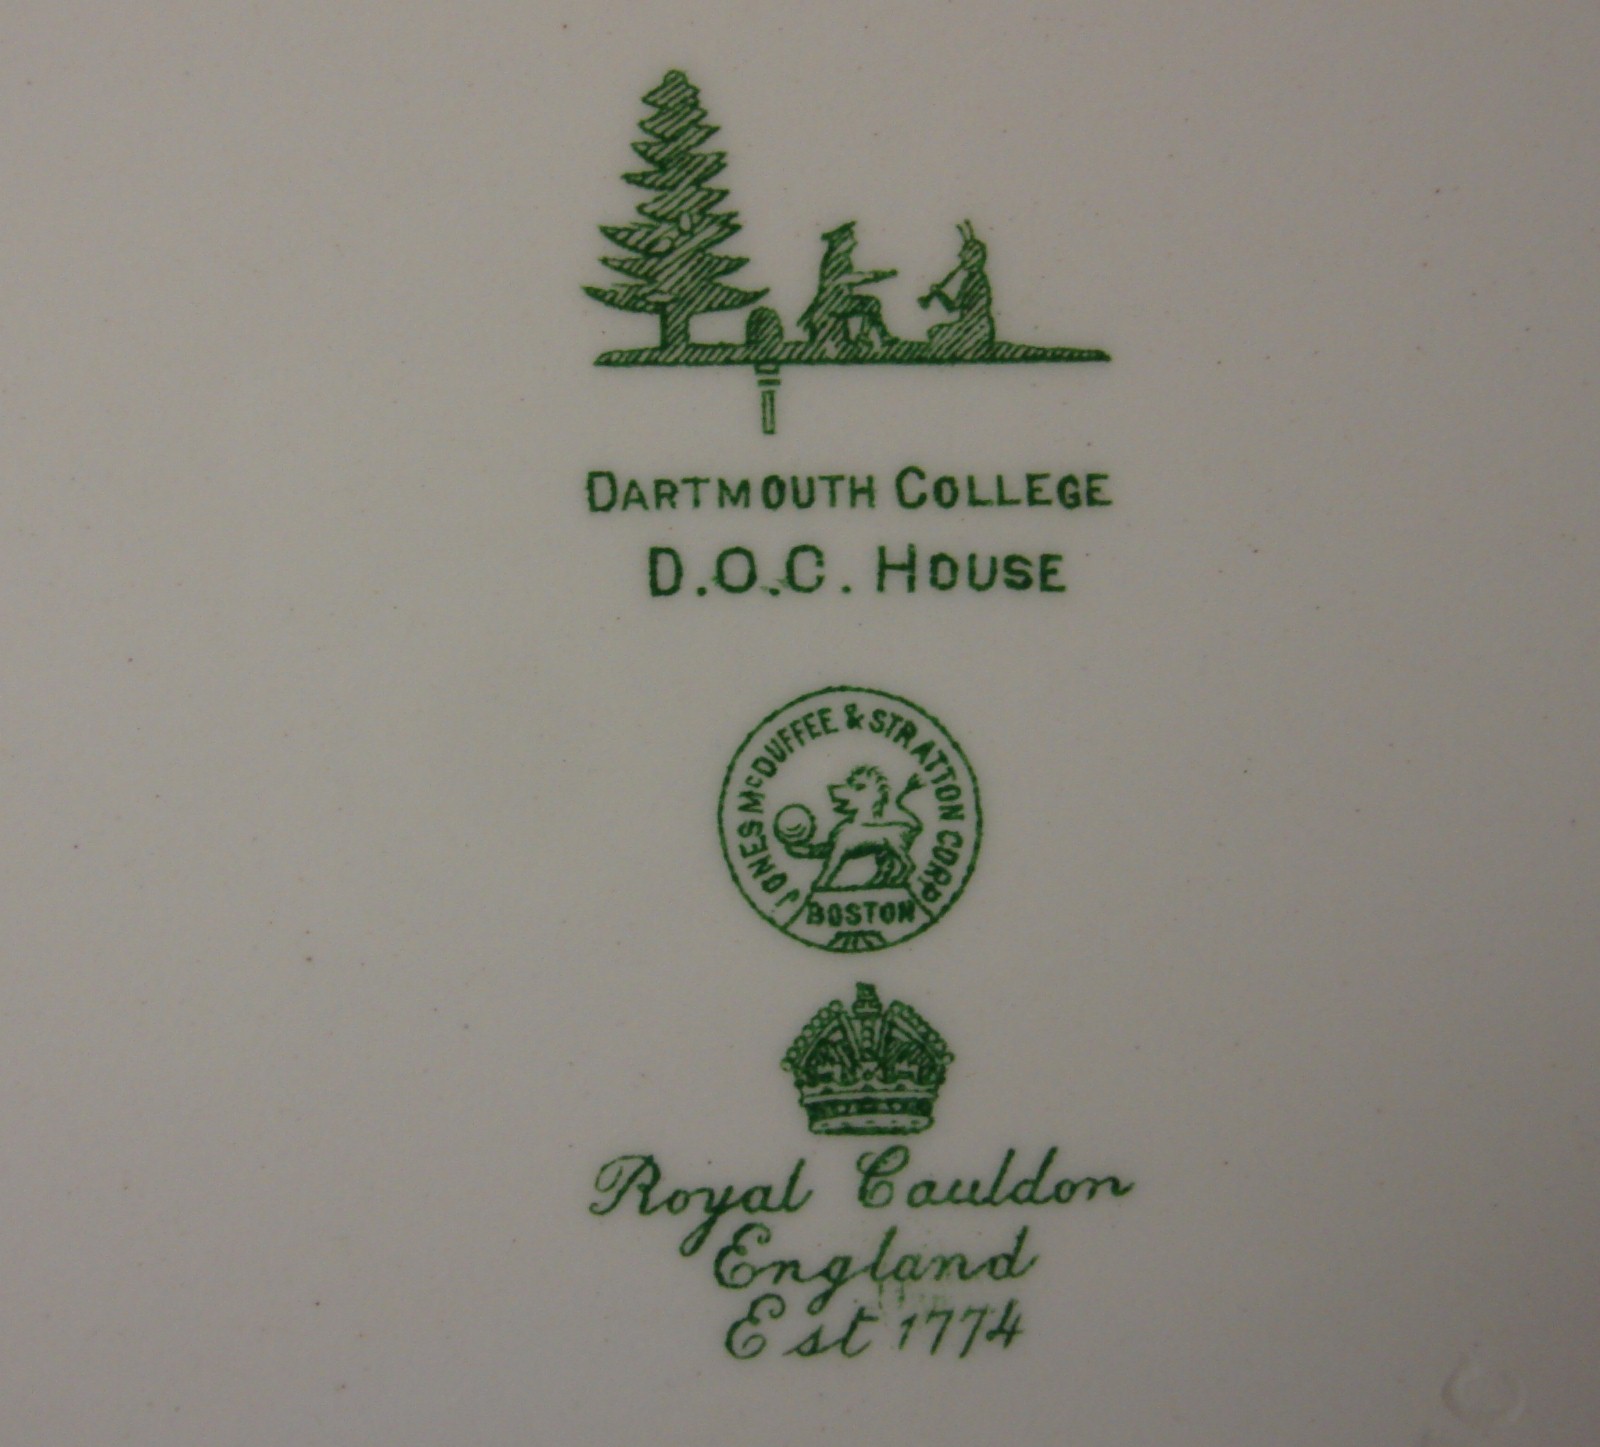 DARTMOUTH COLLEGE
D.O.C. HOUSE
JONES McDUFFEE & STRATTON CORP
BOSTON
Royal Cauldon
England
Est 1774